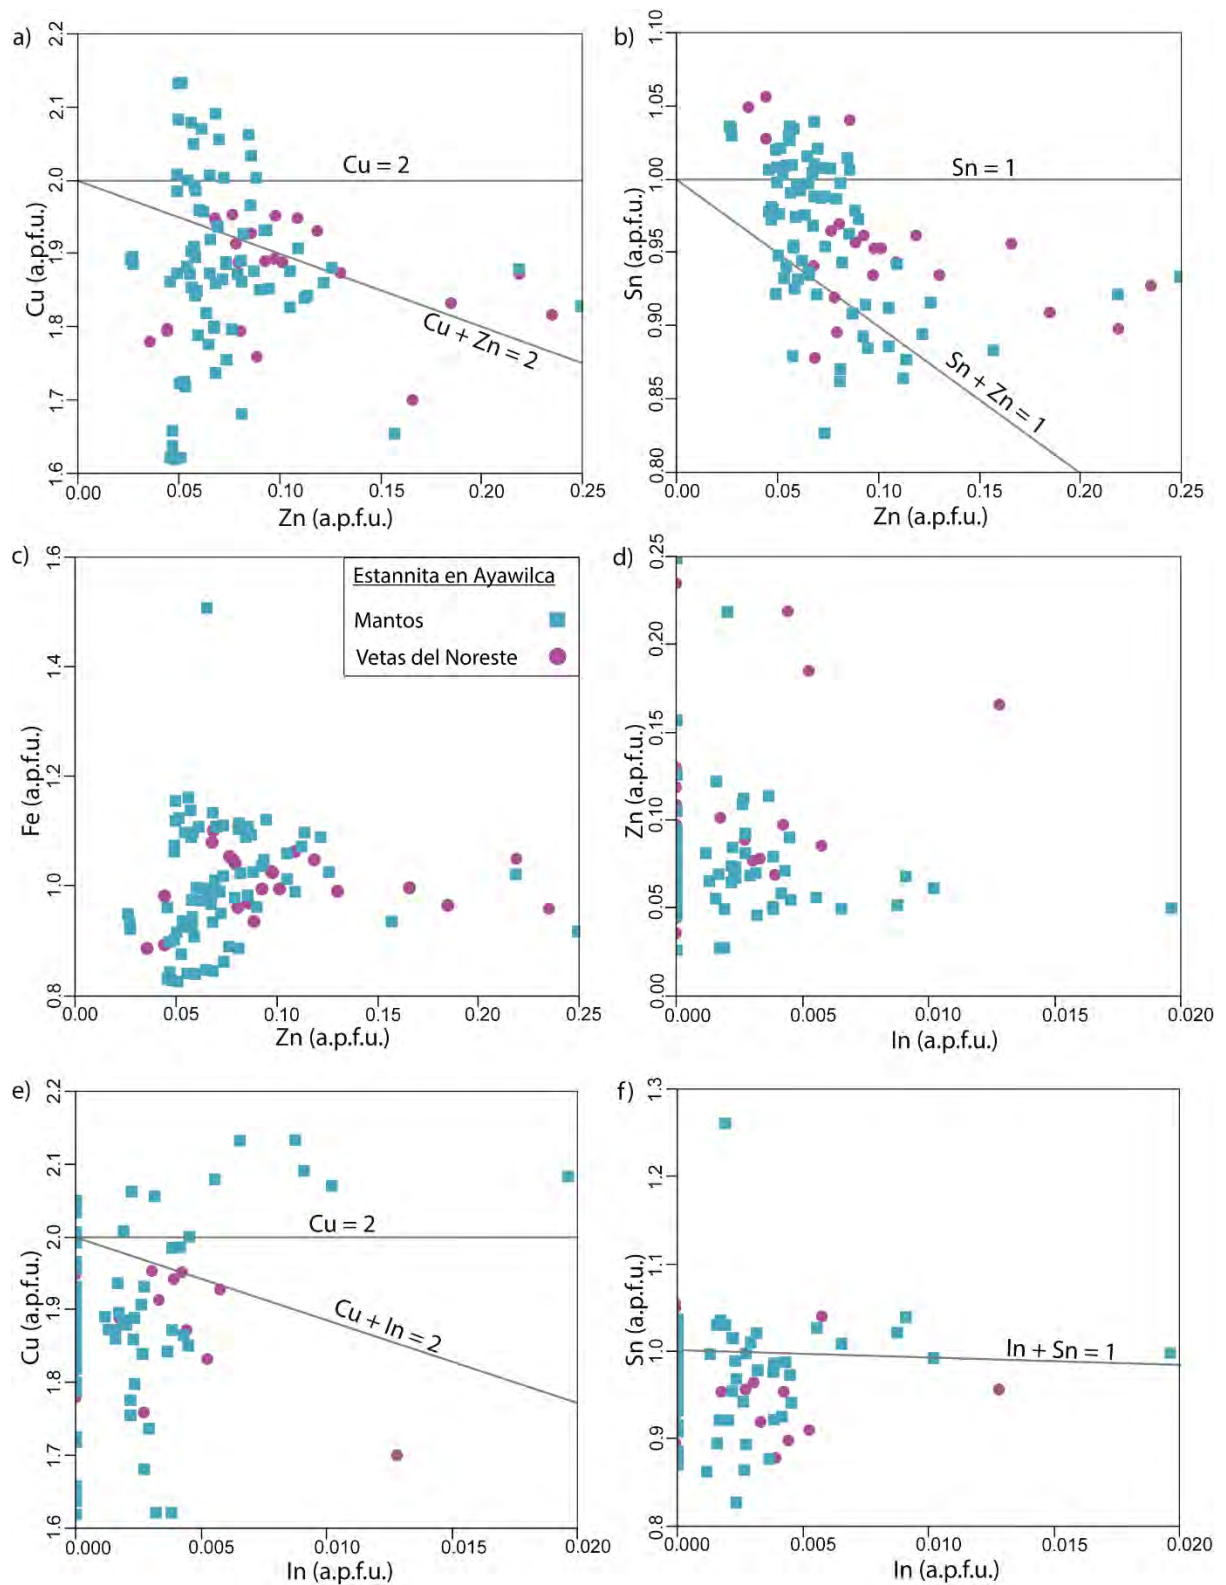 a)
2.2
2.1
2.0
1.9
1.8
1.7
1.6
Cu (a.p.f.u.)
Cu = 2
Cu + Zn = 2
0.00 0.05 0.10 0.15 0.20 0.25
Zn (a.p.f.u.)
b)
1.10
1.05
1.00
0.95
0.90
0.85
0.80
Sn (a.p.f.u.)
Sn = 1
Sn + Zn = 1
0.00 0.05 0.10 0.15 0.20 0.25
Zn (a.p.f.u.)
c)
1.6
1.4
1.2
1.0
0.8
Fe (a.p.f.u.)
Estannita en Ayawilca
Mantos
Vetas del Noreste
0.00 0.05 0.10 0.15 0.20 0.25
Zn (a.p.f.u.)
d)
0.25
0.20
0.15
0.10
0.05
0.00
Zn (a.p.f.u.)
0.000 0.005 0.010 0.015 0.020
In (a.p.f.u.)
e)
2.2
2.1
2.0
1.9
1.8
1.7
1.6
Cu (a.p.f.u.)
Cu = 2
Cu + In = 2
0.000 0.005 0.010 0.015 0.020
In (a.p.f.u.)
f)
1.3
1.2
1.1
1.0
0.9
0.8
Sn (a.p.f.u.)
In + Sn = 1
0.000 0.005 0.010 0.015 0.020
In (a.p.f.u.)